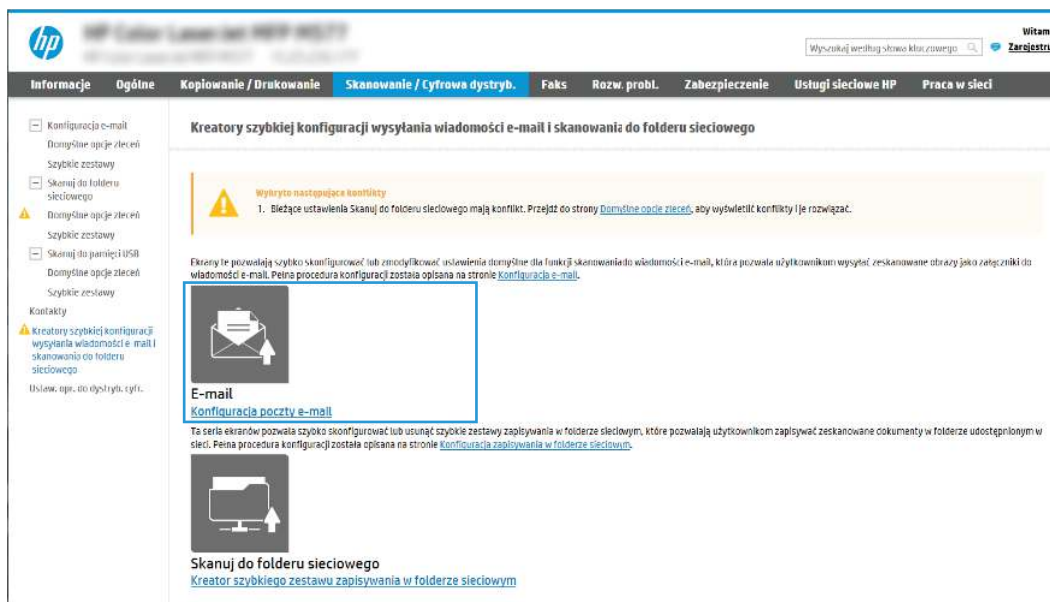 hp
Witam
Wyszukaj według słowa kluczowego
Zarejestru
Informacje Ogólne Kopiowanie / Drukowanie Skanowanie / Cyfrowa dystryb. Faks Rozw. probl. Zabezpieczenie Usługi sieciowe HP Praca w sieci
Konfiguracja e-mail
Domyślne opcje zleceń
Szybkie zestawy
Skanuj do folderu
sieciowego
Domyślne opcje zleceń
Szybkie zestawy
Skanuj do pamięci USB
Domyślne opcje zleceń
Szybkie zestawy
Kontakty
Kreatory szybkiej konfiguracji
wysyłania wiadomości e-mail i
skanowania do folderu
sieciowego
Ustaw. opr. do dystryb. cyfr.
Kreatory szybkiej konfiguracji wysyłania wiadomości e-mail i skanowania do folderu sieciowego
Wykryto następujące konflikty
1. Bieżące ustawienia Skanuj do folderu sieciowego mają konflikt. Przejdź do strony Domyślne opcje zleceń, aby wyświetlić konflikty i je rozwiązać.
Ekrany te pozwalają szybko skonfigurować lub zmodyfikować ustawienia domyślne dla funkcji skanowaniado wiadomości e-mail, która pozwala użytkownikom wysyłać zeskanowane obrazy jako załączniki do
wiadomości e-mail. Pełna procedura konfiguracji została opisana na stronie Konfiguracja e-mail.
E-mail
Konfiguracja poczty e-mail
Ta seria ekranów pozwala szybko skonfigurować lub usunąć szybkie zestawy zapisywania w folderze sieciowym, które pozwalają użytkownikom zapisywać zeskanowane dokumenty w folderze udostępnionym w
sieci. Pełna procedura konfiguracji została opisana na stronie Konfiguracja zapisywania w folderze sieciowym.
Skanuj do folderu sieciowego
Kreator szybkiego zestawu zapisywania w folderze sieciowym